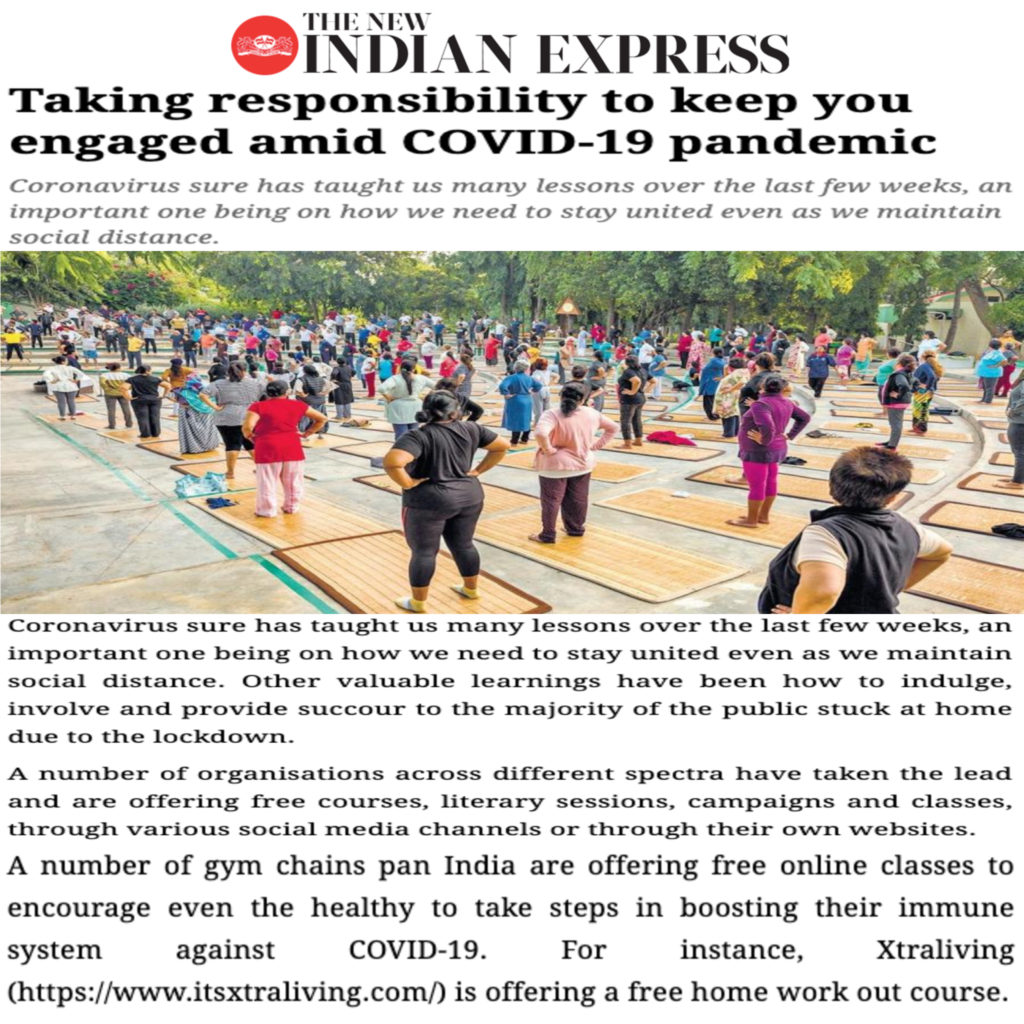 THE NEW
INDIAN EXPRESS
Taking responsibility to keep you
engaged amid COVID-19 pandemic
Coronavirus sure has taught us many lessons over the last few weeks, an
important one being on how we need to stay united even as we maintain
social distance.
Coronavirus sure has taught us many lessons over the last few weeks, an
important one being on how we need to stay united even as we maintain
social distance. Other valuable learnings have been how to indulge,
involve and provide succour to the majority of the public stuck at home
due to the lockdown.
A number of organisations across different spectra have taken the lead
and are offering free courses, literary sessions, campaigns and classes,
through various social media channels or through their own websites.
A number of gym chains pan India are offering free online classes to
encourage even the healthy to take steps in boosting their immune
system against COVID-19. For instance, Xtraliving
(https://www.itsxtraliving.com/) is offering a free home work out course.